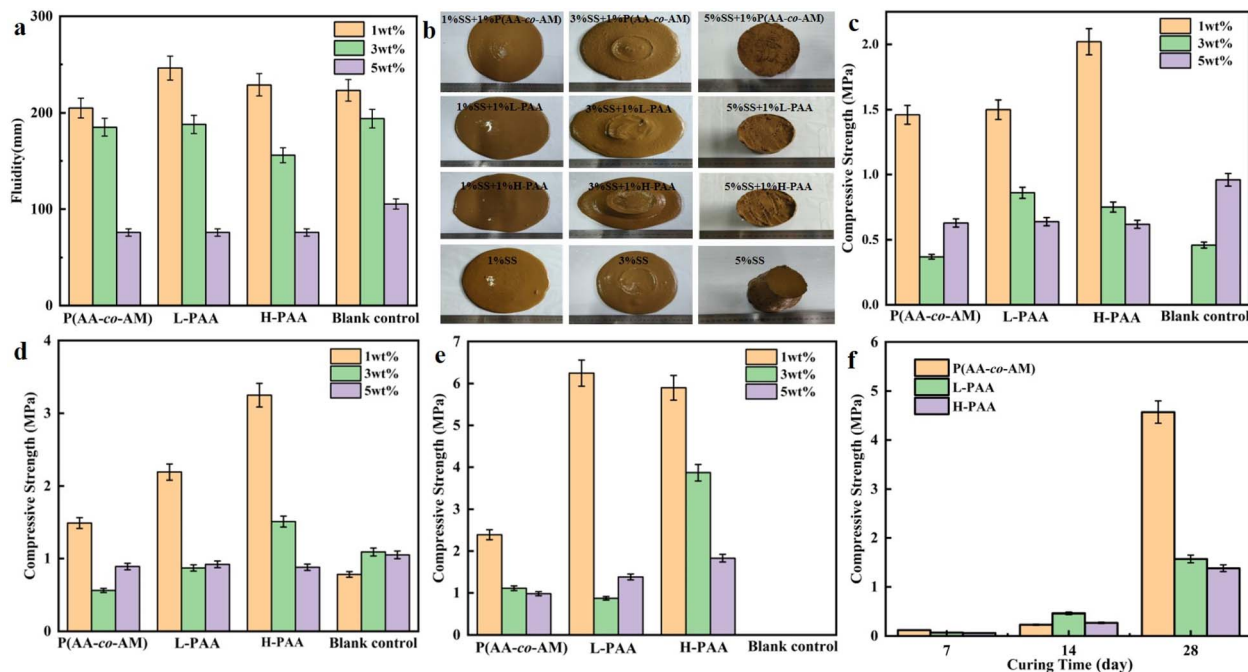 a
Fluidity(mm)
300
200
100
0
1wt%
3wt%
5wt%
P(AA-co-AM)
L-PAA
H-PAA
Blank control
b
1%SS+1%P(AA-co-AM)
3%SS+1%P(AA-co-AM)
5%SS+1%P(AA-co-AM)
1%SS+1%L-PAA
3%SS+1%L-PAA
5%SS+1%L-PAA
1%SS+1%H-PAA
3%SS+1%H-PAA
5%SS+1%H-PAA
1%SS
3%SS
5%SS
c
Compressive Strength (MPa)
2.0
1.5
1.0
0.5
0.0
1wt%
3wt%
5wt%
P(AA-co-AM)
L-PAA
H-PAA
Blank control
d
Compressive Strength (MPa)
4
3
2
1
0
1wt%
3wt%
5wt%
P(AA-co-AM)
L-PAA
H-PAA
Blank control
e
Compressive Strength (MPa)
7
6
5
4
3
2
1
0
1wt%
3wt%
5wt%
P(AA-co-AM)
L-PAA
H-PAA
Blank control
f
Compressive Strength (MPa)
6
5
4
3
2
1
0
P(AA-co-AM)
L-PAA
H-PAA
7
14
28
Curing Time (day)